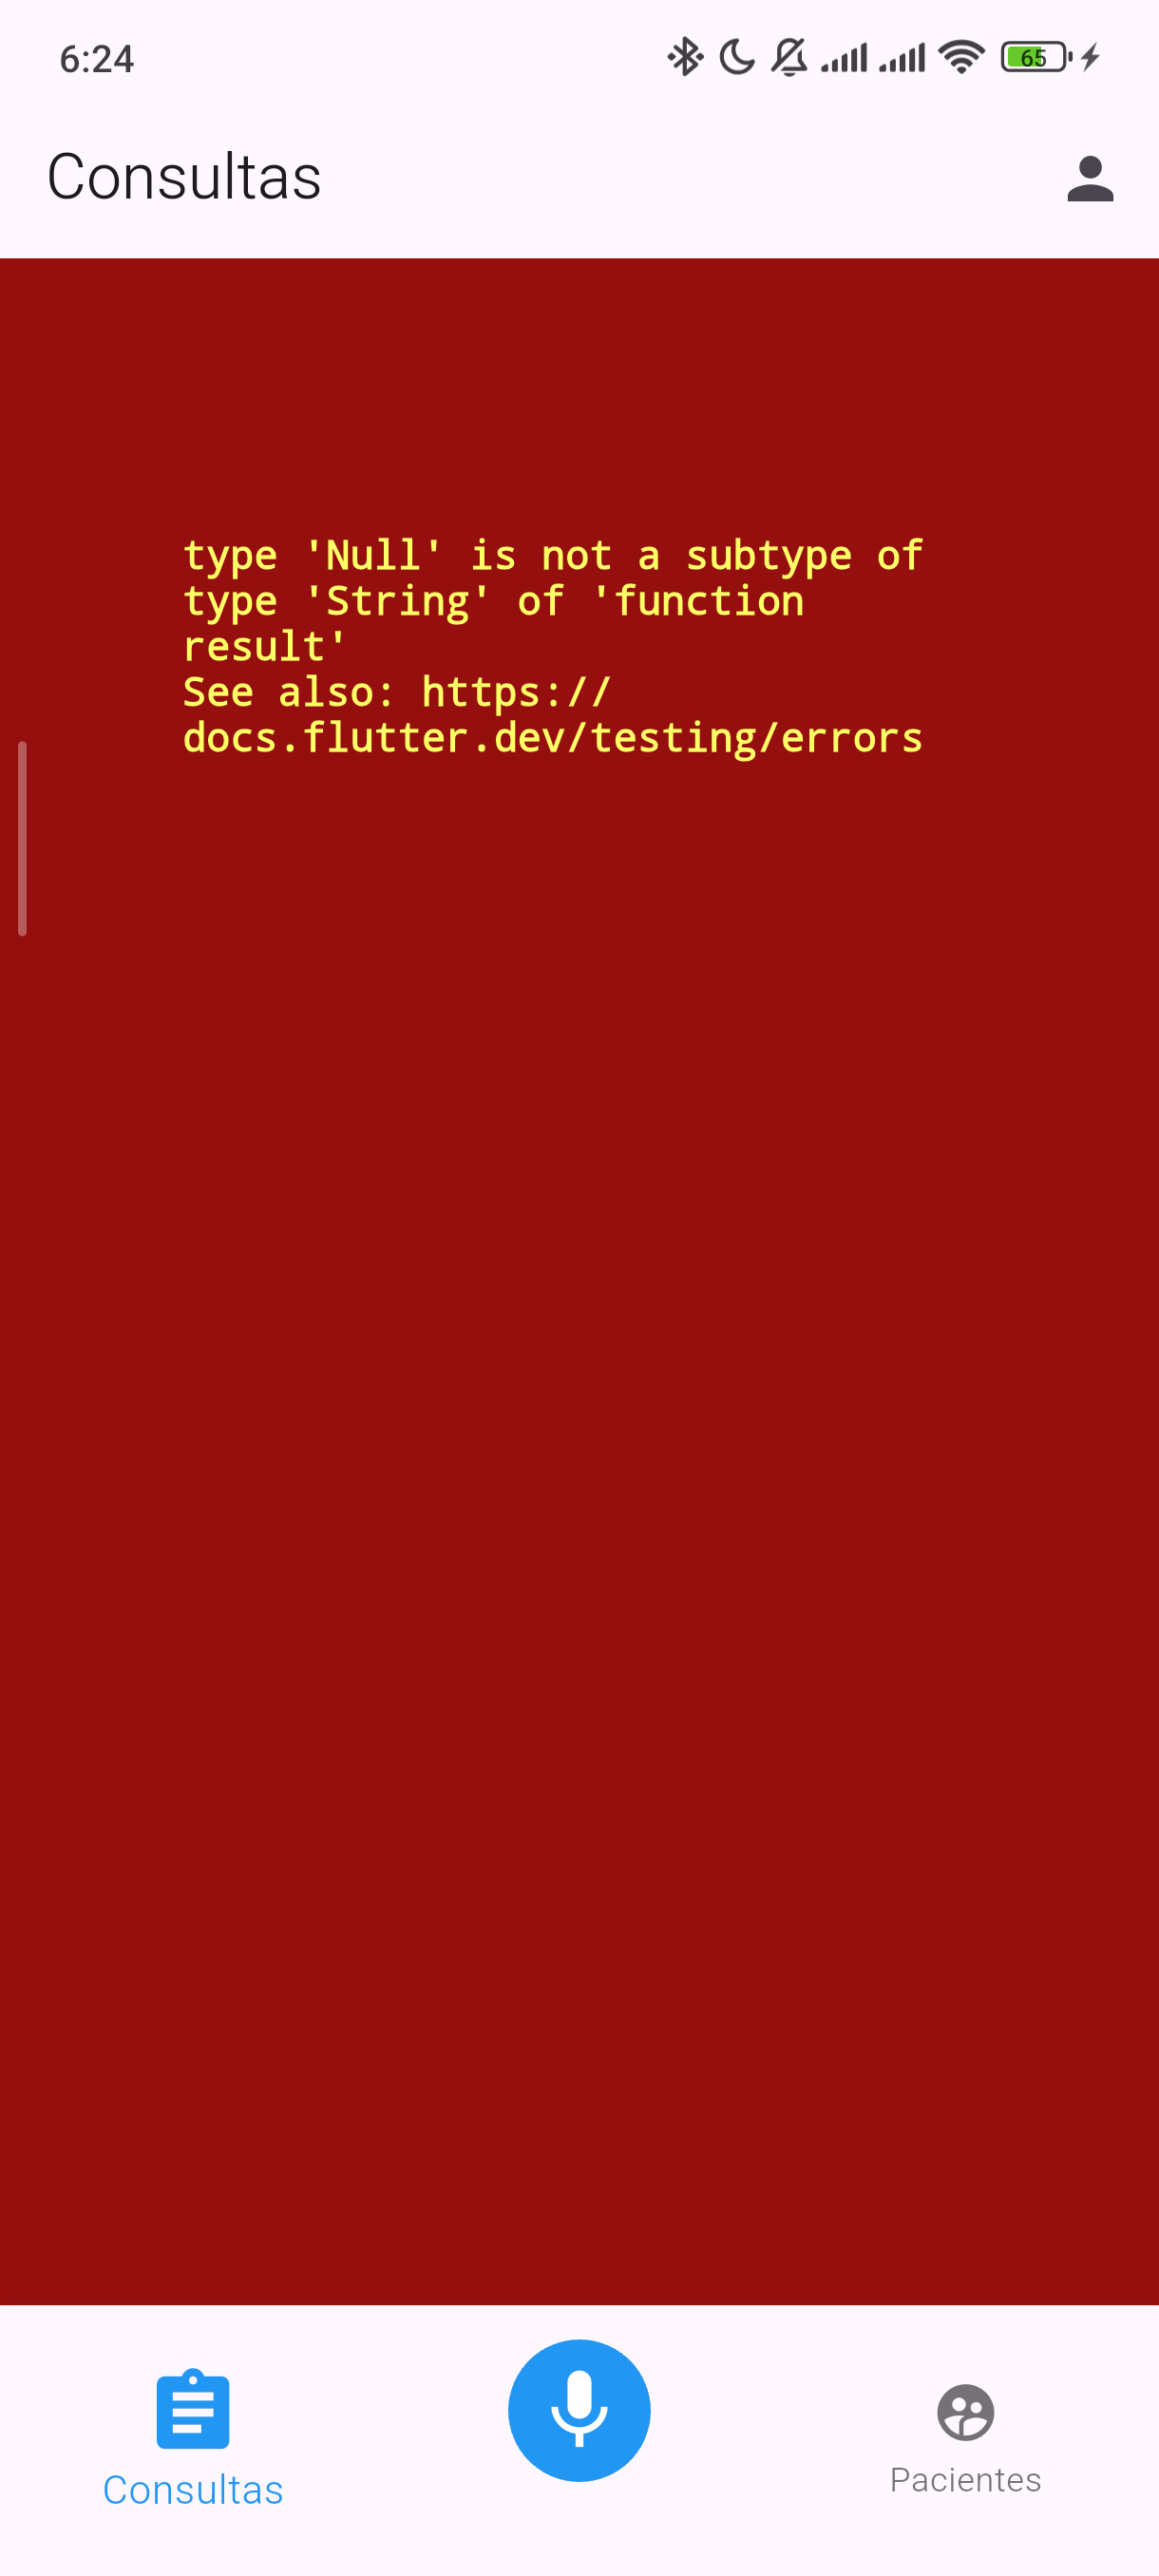 6:24
65
Consultas
type 'Null' is not a subtype of
type 'String' of 'function
result'
See also: https://
docs.flutter.dev/testing/errors
Consultas
Pacientes